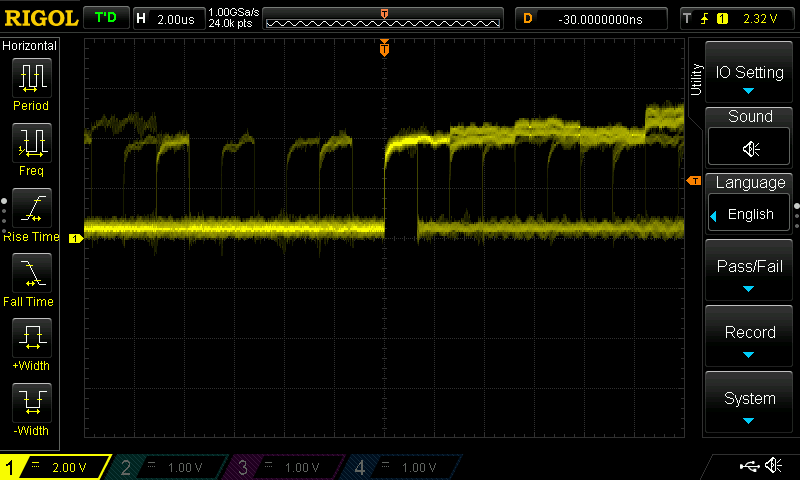 RIGOL T'D H 2.00us 1.00GSa/s 24.0k pts T D -30.0000000ns T 1 2.32 V
Horizontal
Period
Freq
Rise Time
Fall Time
+Width
-Width
T
T
1
Utility
IO Setting
Sound
Language
English
Pass/Fail
Record
System
1 2.00 V 2 1.00 V 3 1.00 V 4 1.00 V